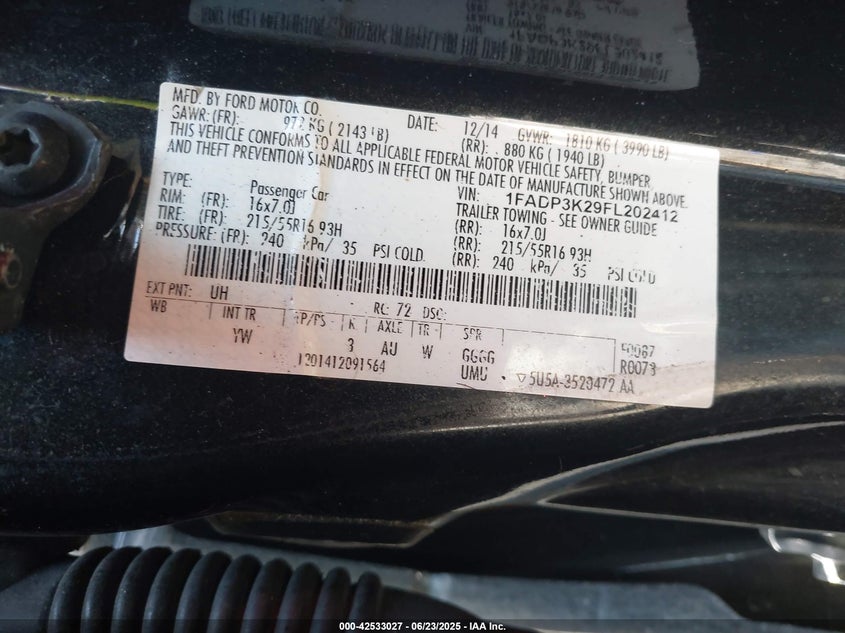 MFD. BY FORD MOTOR CO.
DATE: 12/14 GVWR: 1810 KG ( 3990 LB)
GAWR: (FR): KG ( 2143 LB) (RR): 880 KG ( 1940 LB)
THIS VEHICLE CONFORMS TO ALL APPLICABLE FEDERAL MOTOR VEHICLE SAFETY, BUMPER,
AND THEFT PREVENTION STANDARDS IN EFFECT ON THE DATE OF MANUFACTURE SHOWN ABOVE.
VIN: 1FADP3K29FL202412
TYPE: Passenger Car TRAILER TOWING - SEE OWNER GUIDE
RIM: (FR): 16x7.0J (RR): 16x7.0J
TIRE: (FR): 215/55R16 93H (RR): 215/55R16 93H
PRESSURE: (FR): 240 kPa/ 35 PSI COLD. (RR): 240 kPa/ 35 PSI COLD
EXT PNT: UH RC: 72 DSO:
WB INT TR TP/PS R AXLE TR SPR
YW 3 AU W GGGG
1301412091564 UMU ▽5U5A-3520472 AA
R0073
000-42533027 - 06/23/2025 - IAA Inc.